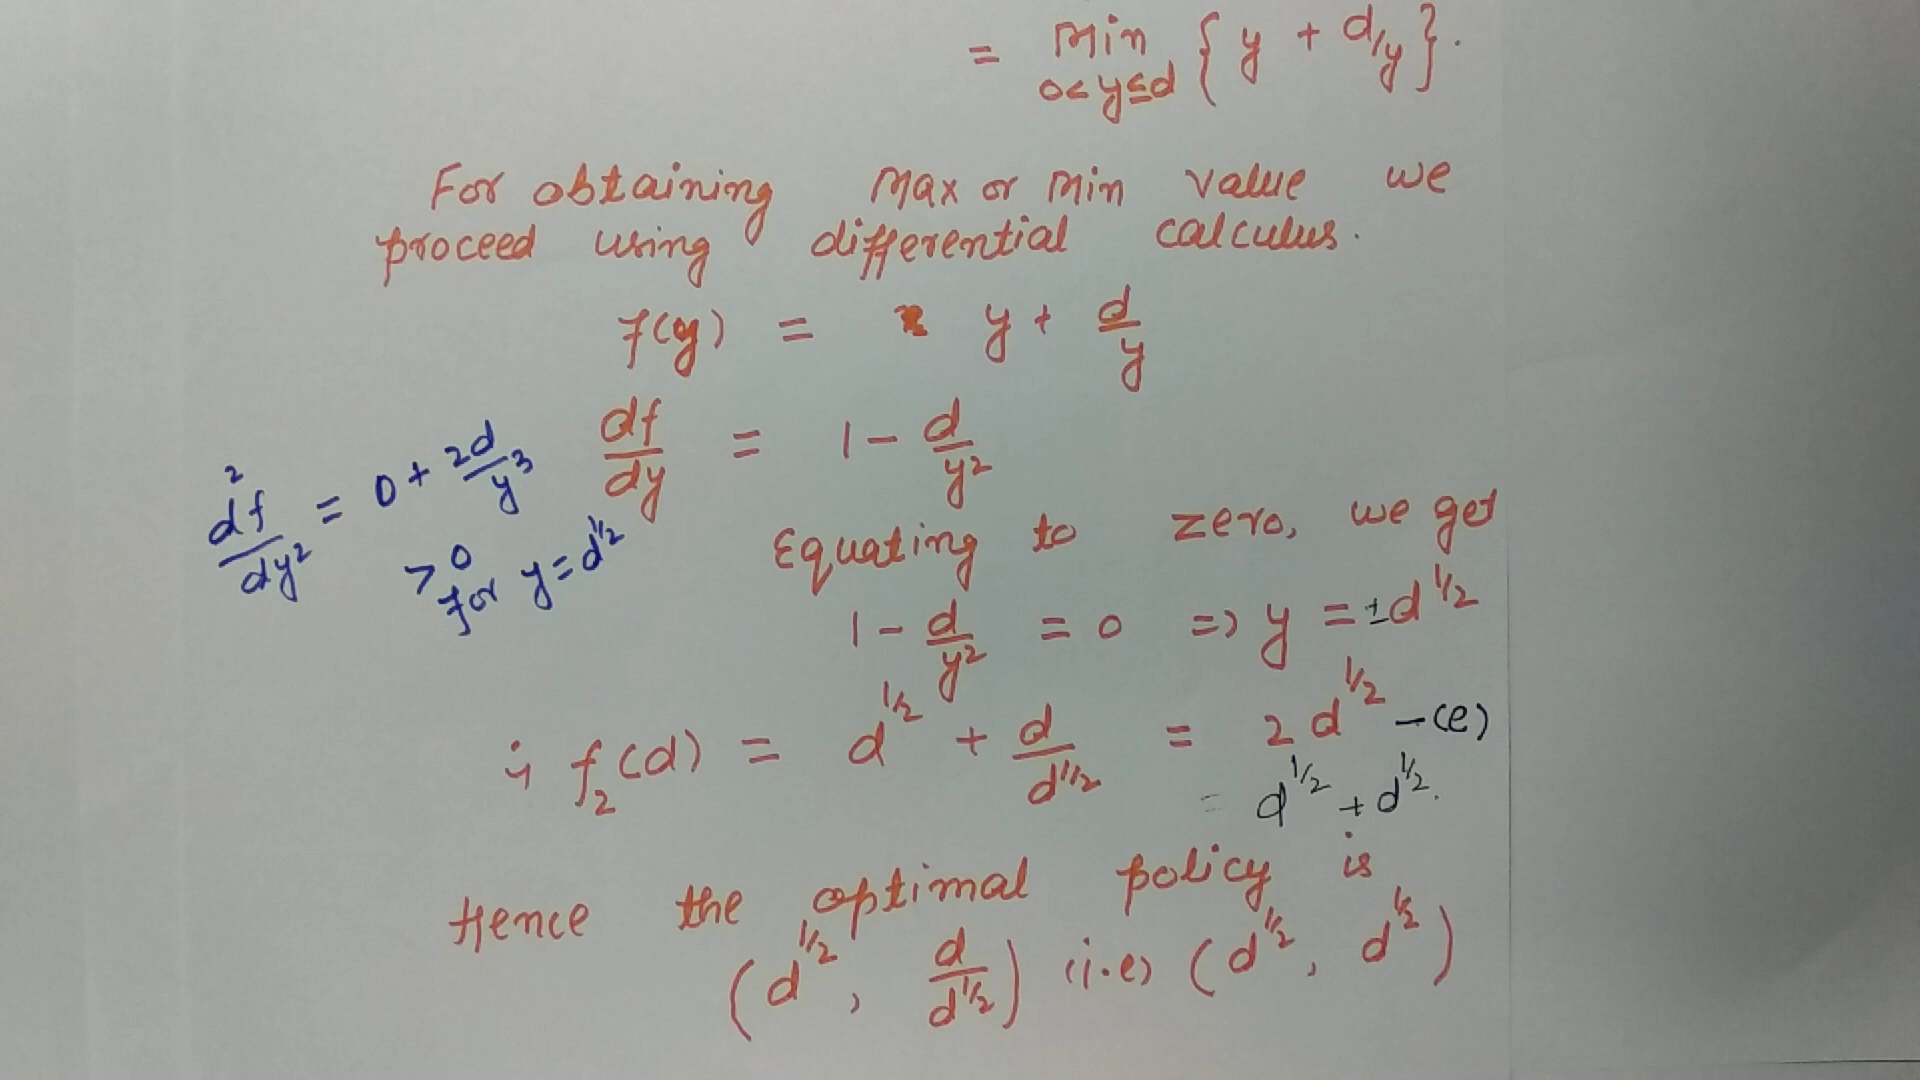 = Min { y + d/y }.
0< y ≤ d
For obtaining Max or Min value we
proceed using differential calculus.
f(y) = y + d/y
df/dy = 1 - d/y²
d²f/dy² = 0 + 2d/y³
>0
for y = d^1/2
Equating to zero, we get
1 - d/y² = 0 => y = ± d^1/2
∴ f₂(d) = d^1/2 + d/d^1/2 = 2 d^1/2 - (e)
= d^1/2 + d^1/2.
Hence the optimal policy is
(d^1/2, d/d^1/2) (i.e) (d^1/2, d^1/2)